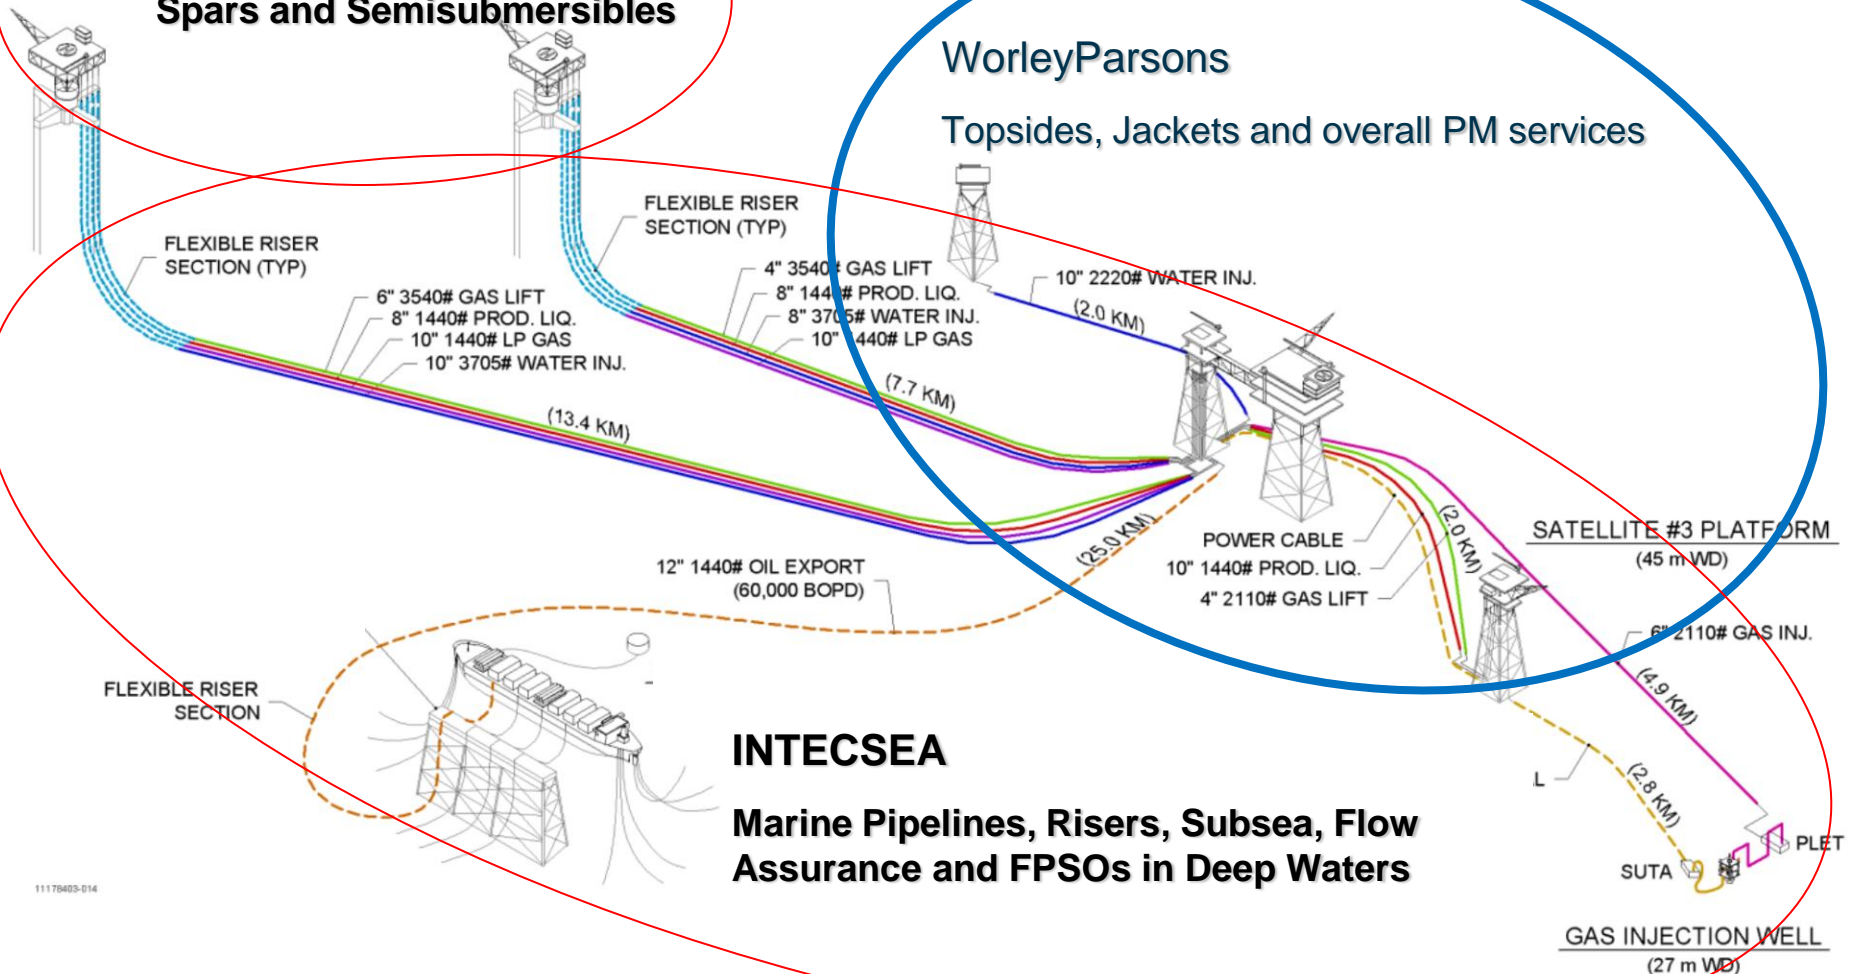 Spars and Semisubmersibles
WorleyParsons
Topsides, Jackets and overall PM services
FLEXIBLE RISER
SECTION (TYP)
FLEXIBLE RISER
SECTION (TYP)
4" 3540# GAS LIFT
8" 1440# PROD. LIQ.
8" 3705# WATER INJ.
10" 1440# LP GAS
6" 3540# GAS LIFT
8" 1440# PROD. LIQ.
10" 1440# LP GAS
10" 3705# WATER INJ.
10" 2220# WATER INJ.
(2.0 KM)
(7.7 KM)
(13.4 KM)
(25.0 KM)
(2.0 KM)
POWER CABLE
10" 1440# PROD. LIQ.
4" 2110# GAS LIFT
SATELLITE #3 PLATFORM
(45 m WD)
12" 1440# OIL EXPORT
(60,000 BOPD)
6" 2110# GAS INJ.
(4.9 KM)
FLEXIBLE RISER
SECTION
INTECSEA
Marine Pipelines, Risers, Subsea, Flow
Assurance and FPSOs in Deep Waters
L
(2.8 KM)
PLET
SUTA
11178403-014
GAS INJECTION WELL
(27 m WD)